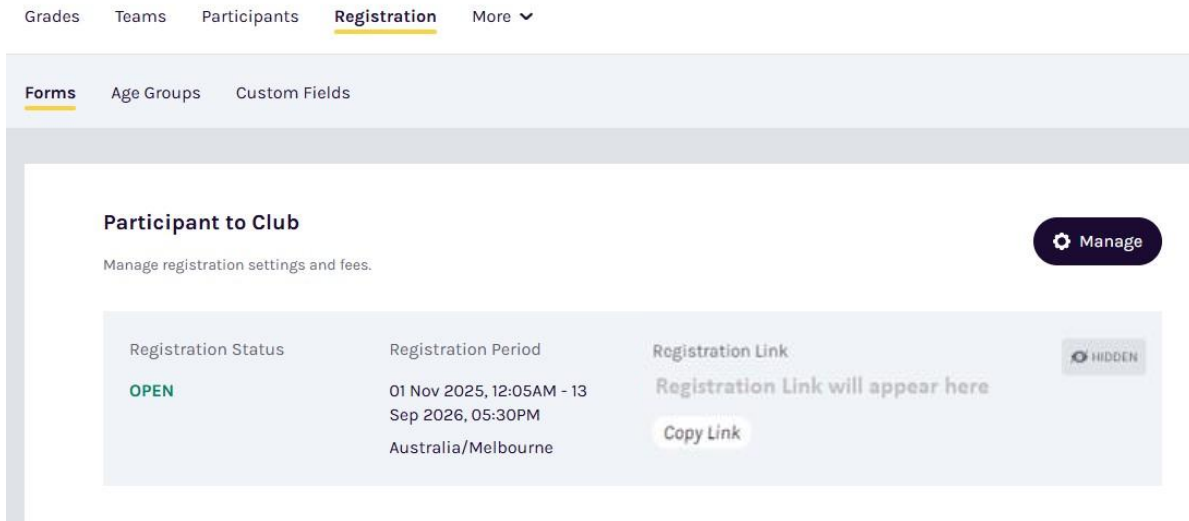 Grades Teams Participants Registration More
Forms Age Groups Custom Fields
Participant to Club
Manage
Manage registration settings and fees.
Registration Status
OPEN
Registration Period
01 Nov 2025, 12:05AM - 13
Sep 2026, 05:30PM
Australia/Melbourne
Registration Link
Registration Link will appear here
Copy Link
HIDDEN